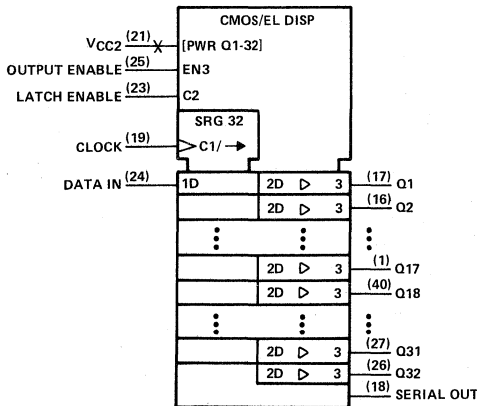 CMOS/EL DISP
VCC2 (21) [PWR Q1-32]
OUTPUT ENABLE (25) EN3
LATCH ENABLE (23) C2
SRG 32
CLOCK (19) C1/
DATA IN (24) 1D 2D 3 (17) Q1
2D 3 (16) Q2
2D 3 (1) Q17
2D 3 (40) Q18
2D 3 (27) Q31
2D 3 (26) Q32
(18) SERIAL OUT